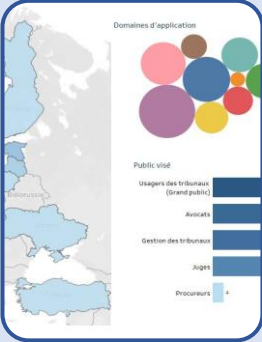 Domaines d'application
Public visé
Usagers des tribunaux
(Grand public)
Avocats
Biélorussie
Gestion des tribunaux
Juges
Procureurs
4